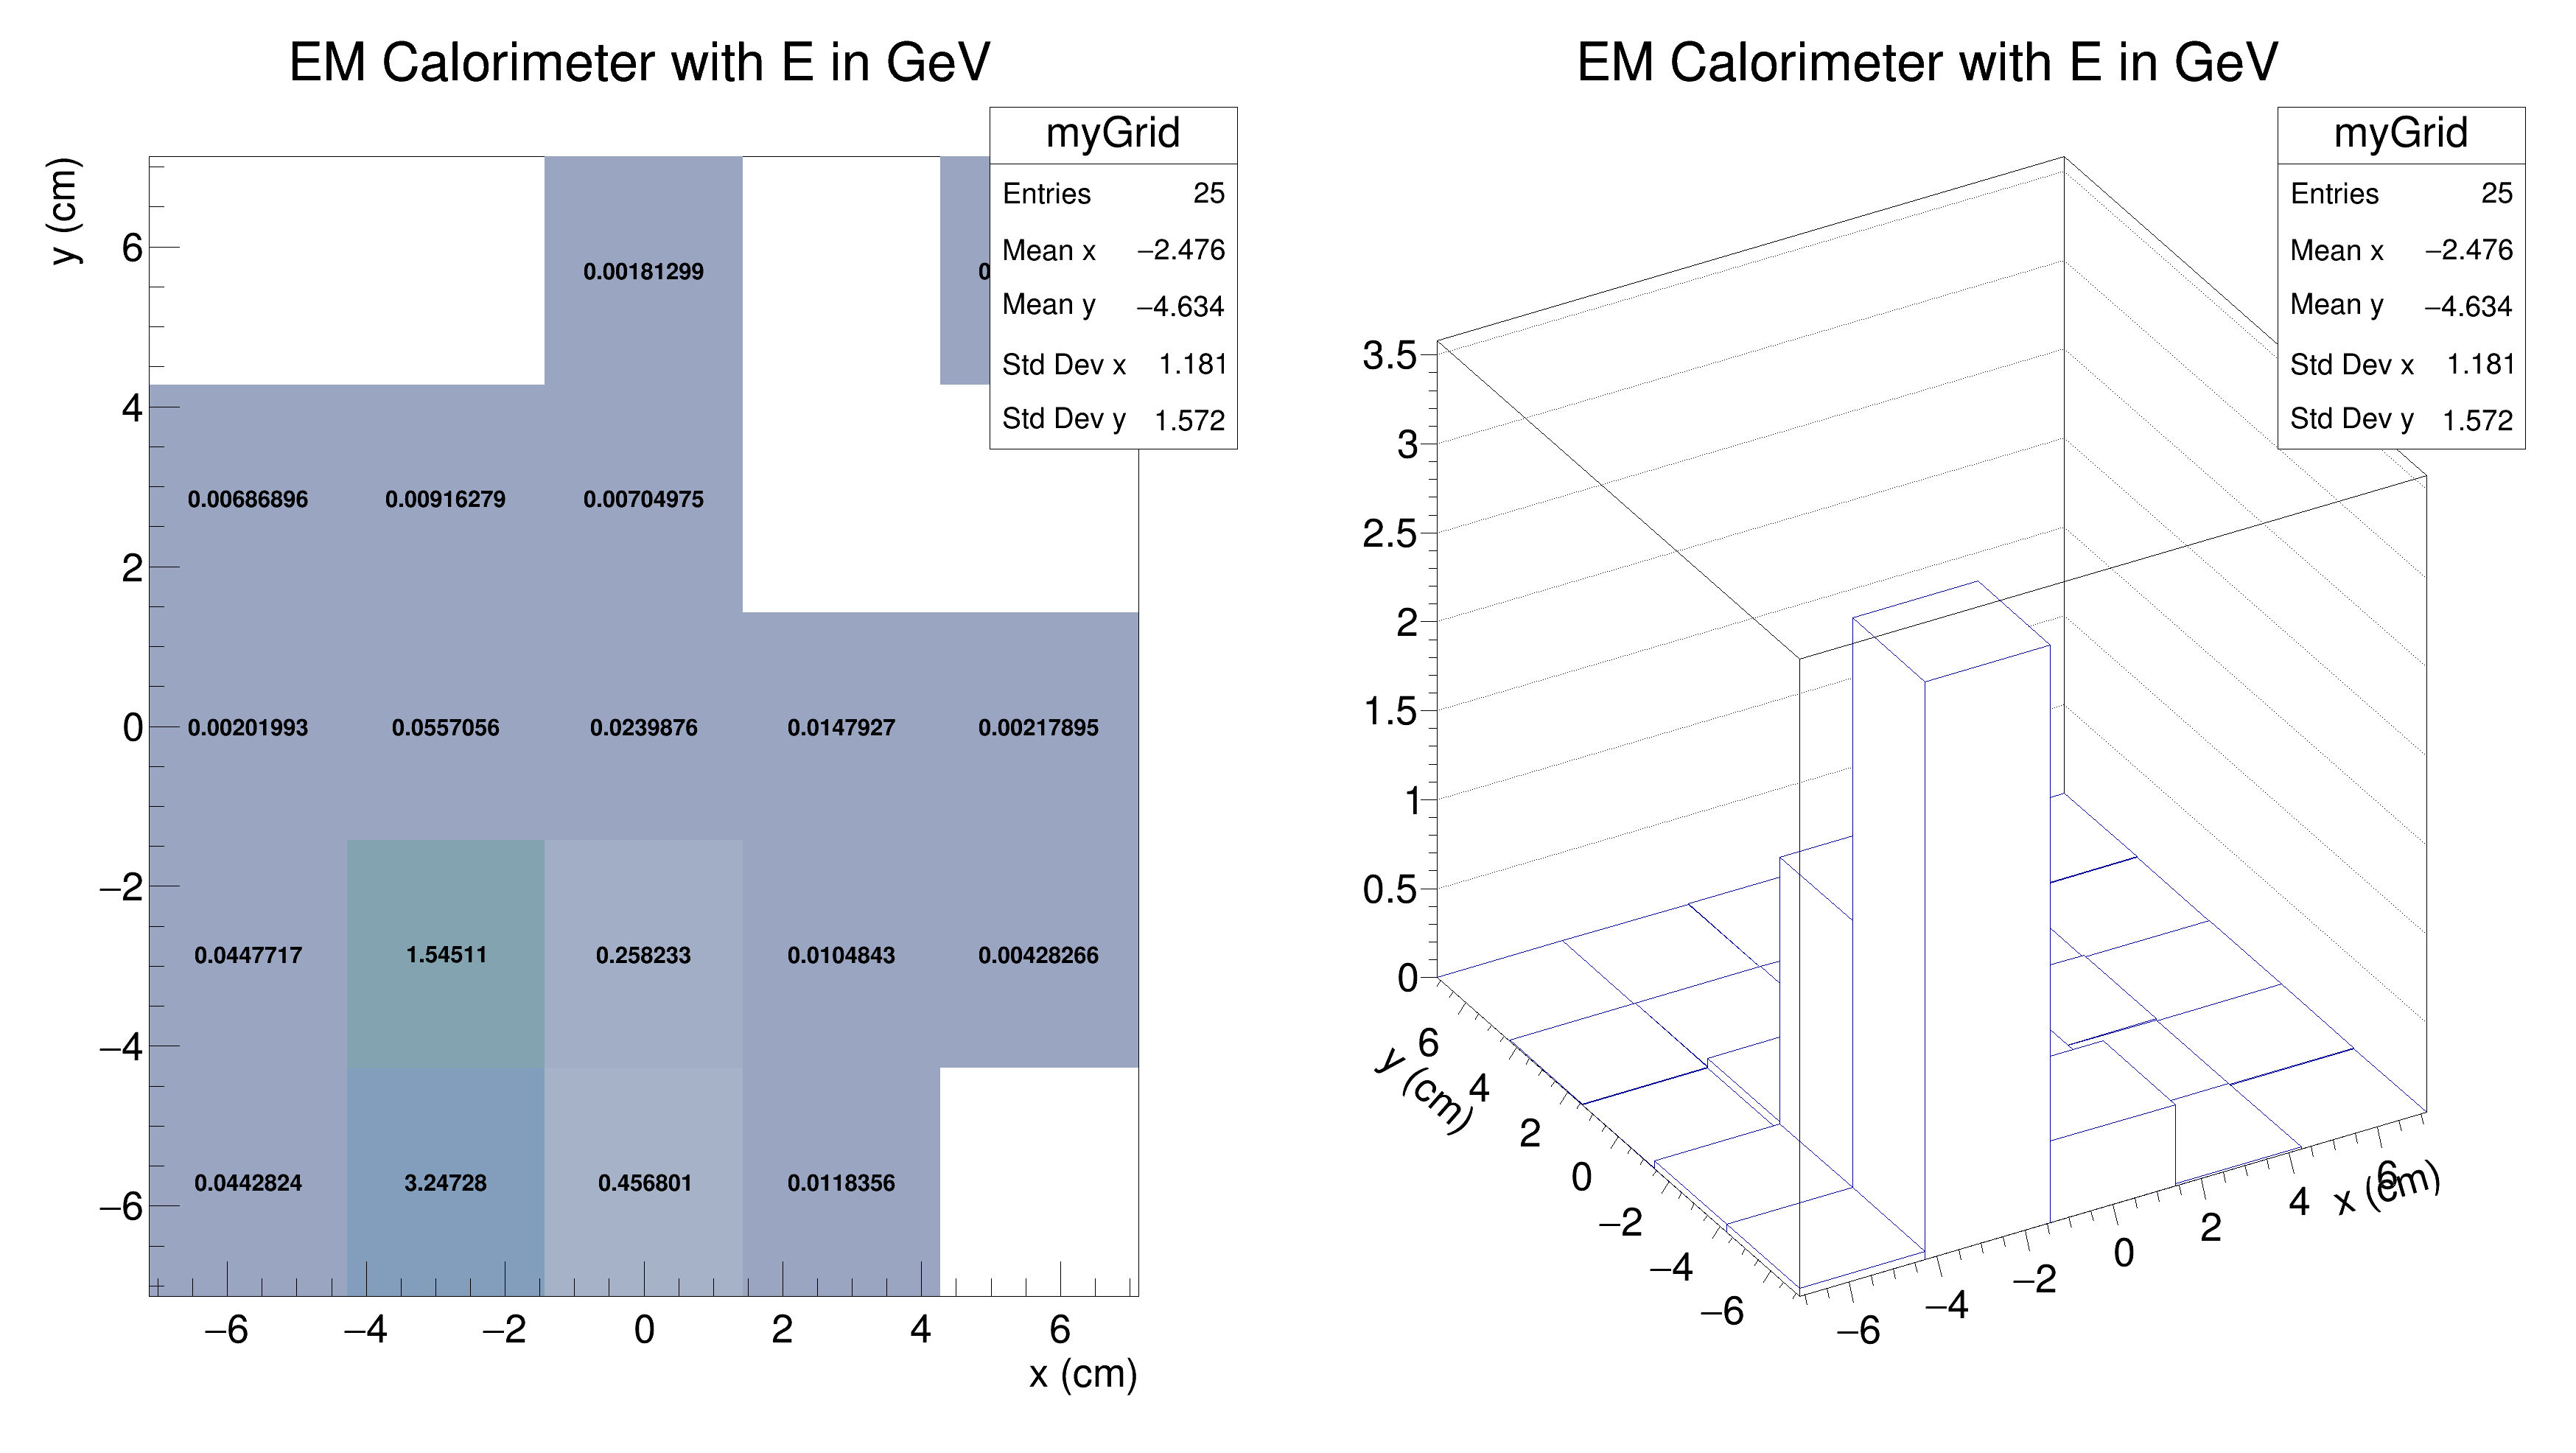 EM Calorimeter with E in GeV
myGrid
Entries 25
Mean x −2.476
Mean y −4.634
Std Dev x 1.181
Std Dev y 1.572
y (cm)
6
4
2
0
−2
−4
−6
0.00181299
0.00686896 0.00916279 0.00704975
0.00201993 0.0557056 0.0239876 0.0147927 0.00217895
0.0447717 1.54511 0.258233 0.0104843 0.00428266
0.0442824 3.24728 0.456801 0.0118356
−6 −4 −2 0 2 4 6
x (cm)
EM Calorimeter with E in GeV
myGrid
Entries 25
Mean x −2.476
Mean y −4.634
Std Dev x 1.181
Std Dev y 1.572
3.5
3
2.5
2
1.5
1
0.5
0
6
4
2
0
−2
−4
−6
y (cm)
−6
−4
−2
0
2
4
6
x (cm)